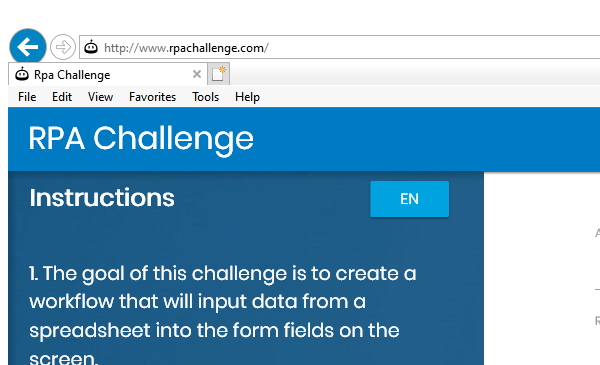 http://www.rpachallenge.com/
Rpa Challenge
File Edit View Favorites Tools Help
RPA Challenge
Instructions
EN
1. The goal of this challenge is to create a
workflow that will input data from a
spreadsheet into the form fields on the
screen.